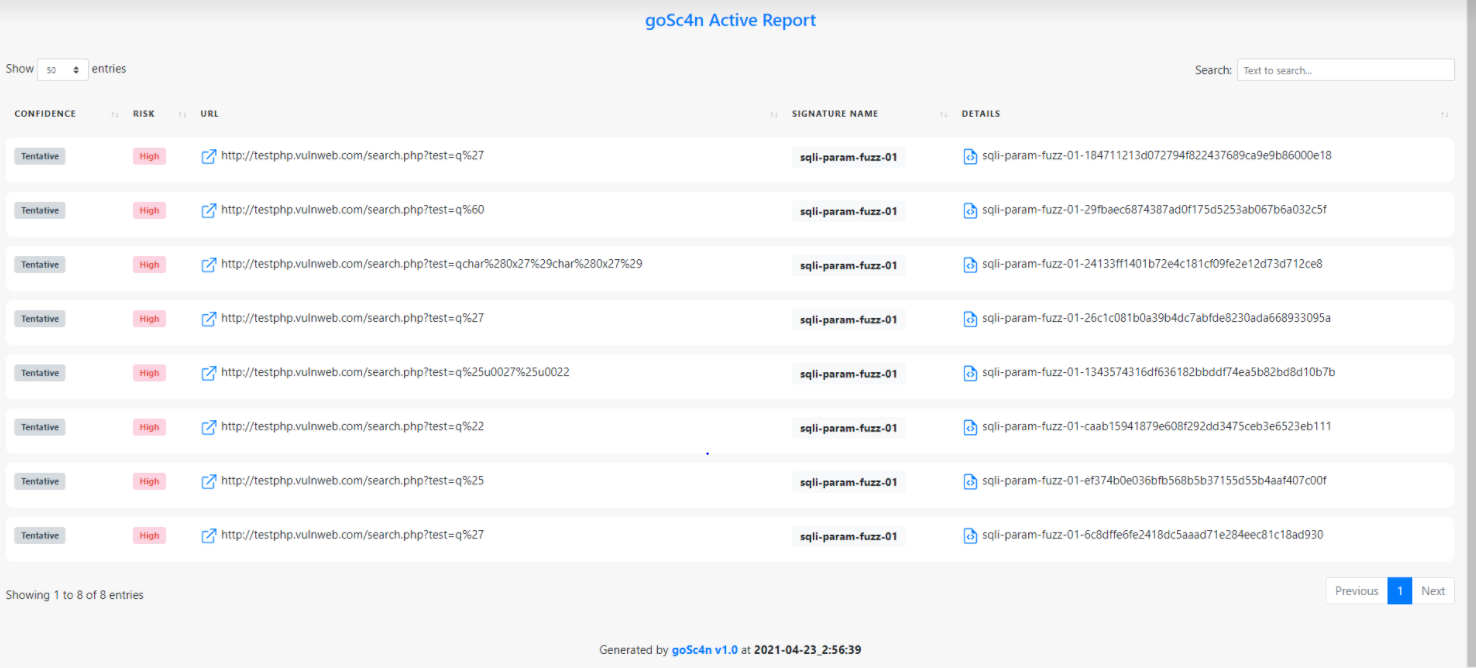 goSc4n Active Report
Show 50 entries Search: Text to search...
CONFIDENCE RISK URL SIGNATURE NAME DETAILS
Tentative High http://testphp.vulnweb.com/search.php?test=q%27 sqli-param-fuzz-01 sqli-param-fuzz-01-184711213d072794f822437689ca9e9b86000e18
Tentative High http://testphp.vulnweb.com/search.php?test=q%60 sqli-param-fuzz-01 sqli-param-fuzz-01-29fbaec6874387ad0f175d5253ab067b6a032c5f
Tentative High http://testphp.vulnweb.com/search.php?test=qchar%280x27%29char%280x27%29 sqli-param-fuzz-01 sqli-param-fuzz-01-24133ff1401b72e4c181cf09fe2e12d73d712ce8
Tentative High http://testphp.vulnweb.com/search.php?test=q%27 sqli-param-fuzz-01 sqli-param-fuzz-01-26c1c081b0a39b4dc7abfde8230ada668933095a
Tentative High http://testphp.vulnweb.com/search.php?test=q%25u0027%25u0022 sqli-param-fuzz-01 sqli-param-fuzz-01-1343574316df636182bbddf74ea5b82bd8d10b7b
Tentative High http://testphp.vulnweb.com/search.php?test=q%22 sqli-param-fuzz-01 sqli-param-fuzz-01-caab15941879e608f292dd3475ceb3e6523eb111
Tentative High http://testphp.vulnweb.com/search.php?test=q%25 sqli-param-fuzz-01 sqli-param-fuzz-01-ef374b0e036bfb568b5b37155d55b4aaf407c00f
Tentative High http://testphp.vulnweb.com/search.php?test=q%27 sqli-param-fuzz-01 sqli-param-fuzz-01-6c8dffe6fe2418dc5aaad71e284eec81c18ad930
Showing 1 to 8 of 8 entries Previous 1 Next
Generated by goSc4n v1.0 at 2021-04-23_2:56:39